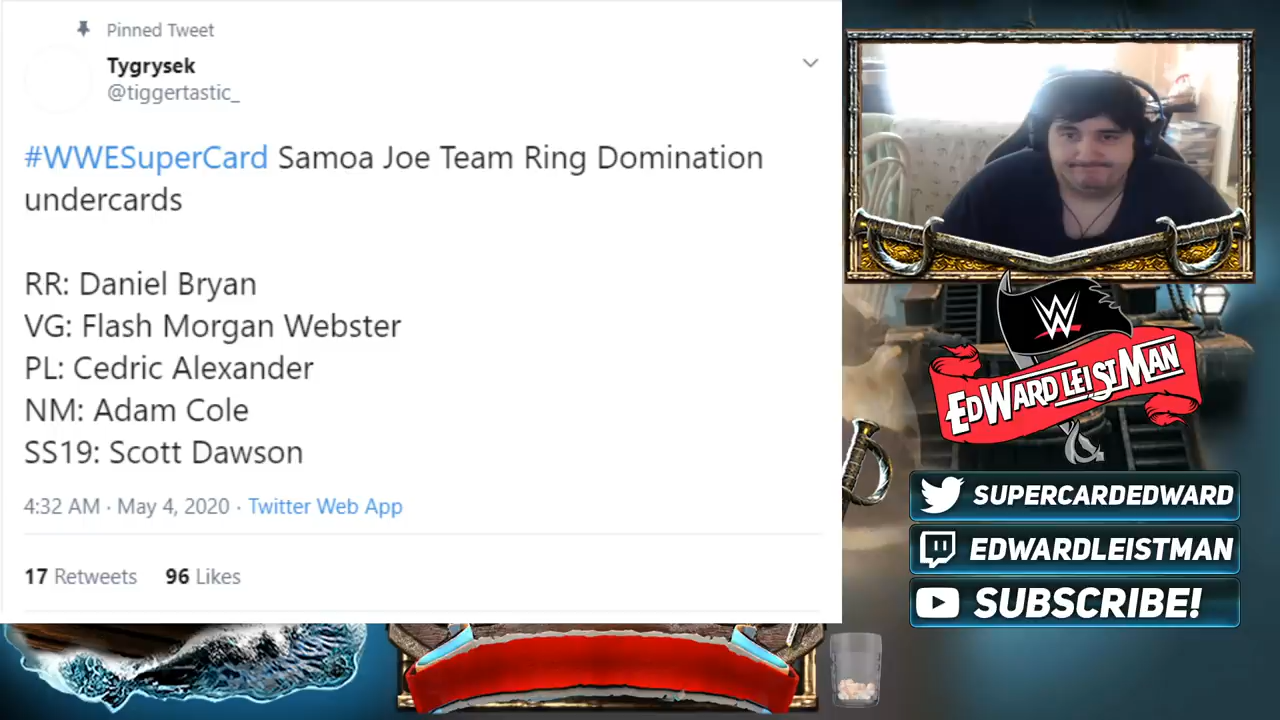 Pinned Tweet
Tygrysek
@tiggertastic_
#WWESuperCard Samoa Joe Team Ring Domination
undercards
RR: Daniel Bryan
VG: Flash Morgan Webster
PL: Cedric Alexander
NM: Adam Cole
SS19: Scott Dawson
4:32 AM · May 4, 2020 · Twitter Web App
17 Retweets 96 Likes
W
EDWARD LEISTMAN
SUPERCARDEDWARD
EDWARDLEISTMAN
SUBSCRIBE!